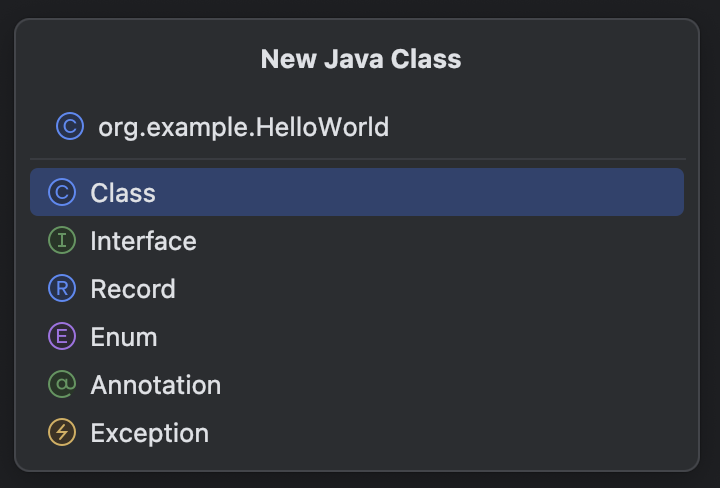 New Java Class
C org.example.HelloWorld
C Class
I Interface
R Record
E Enum
@ Annotation
Exception